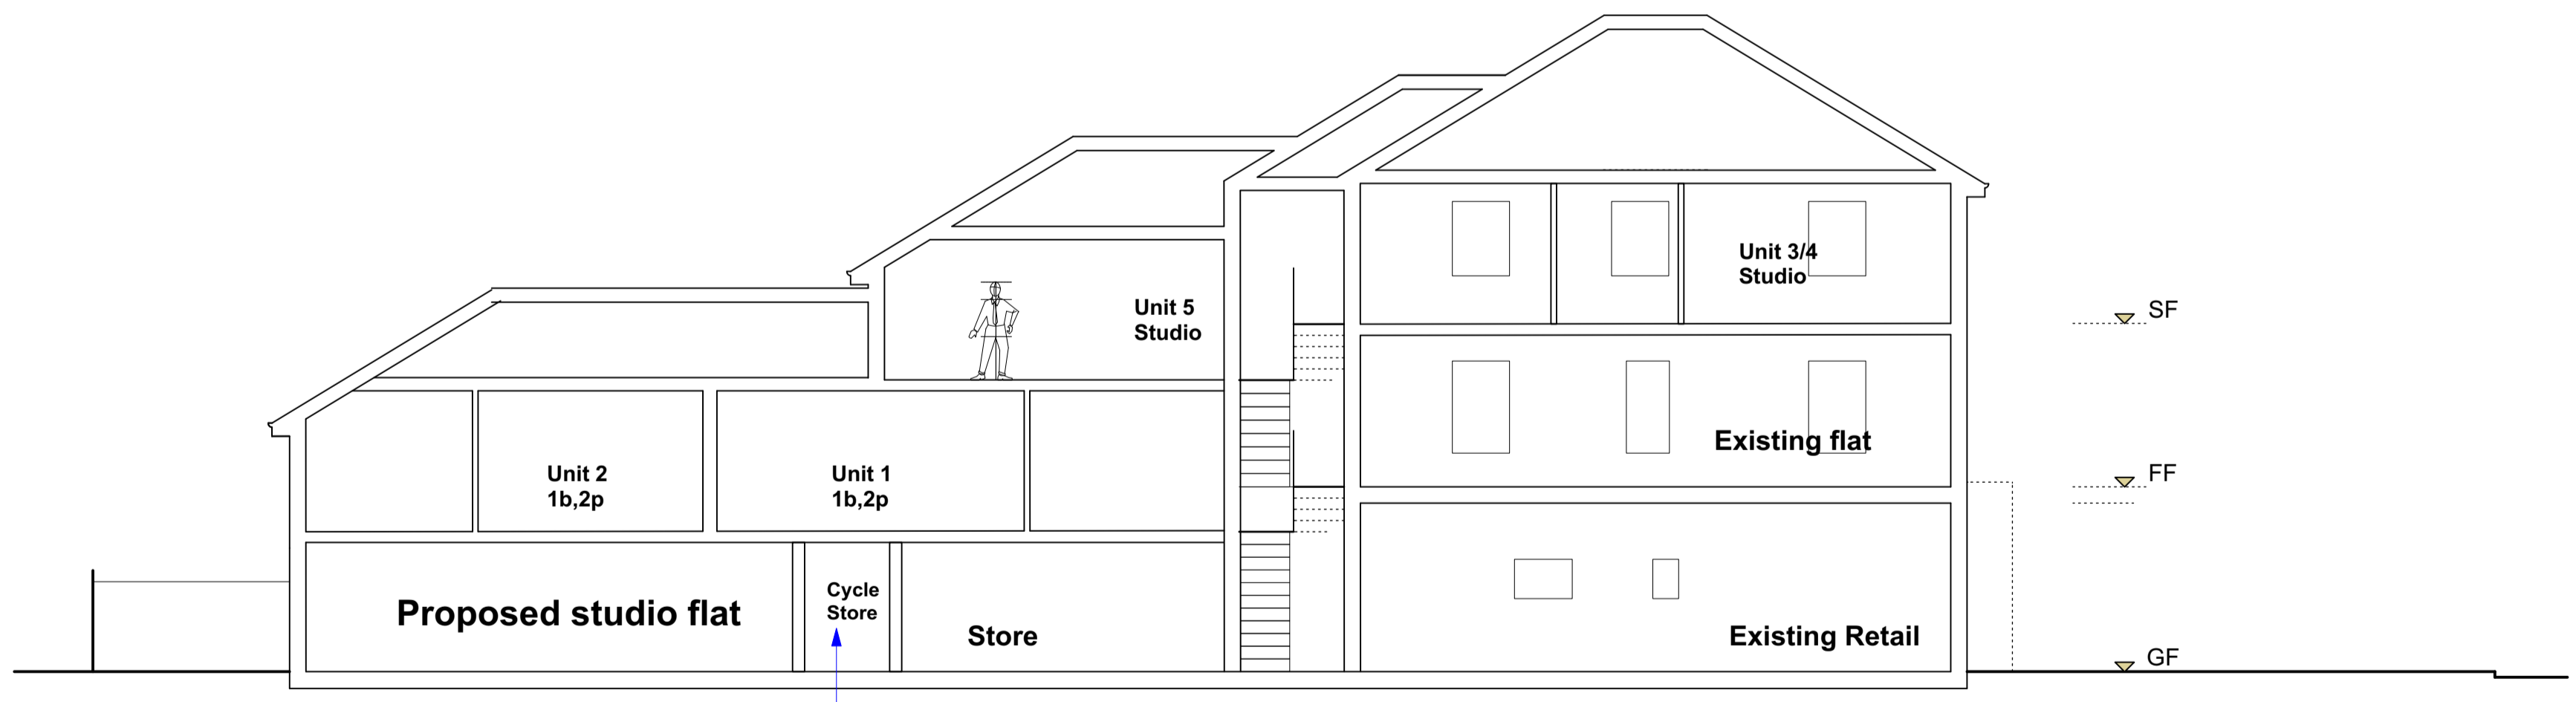 Unit 3/4
Studio
Unit 5
Studio
SF
Existing flat
Unit 2
1b,2p
Unit 1
1b,2p
FF
Proposed studio flat
Cycle
Store
Store
Existing Retail
GF